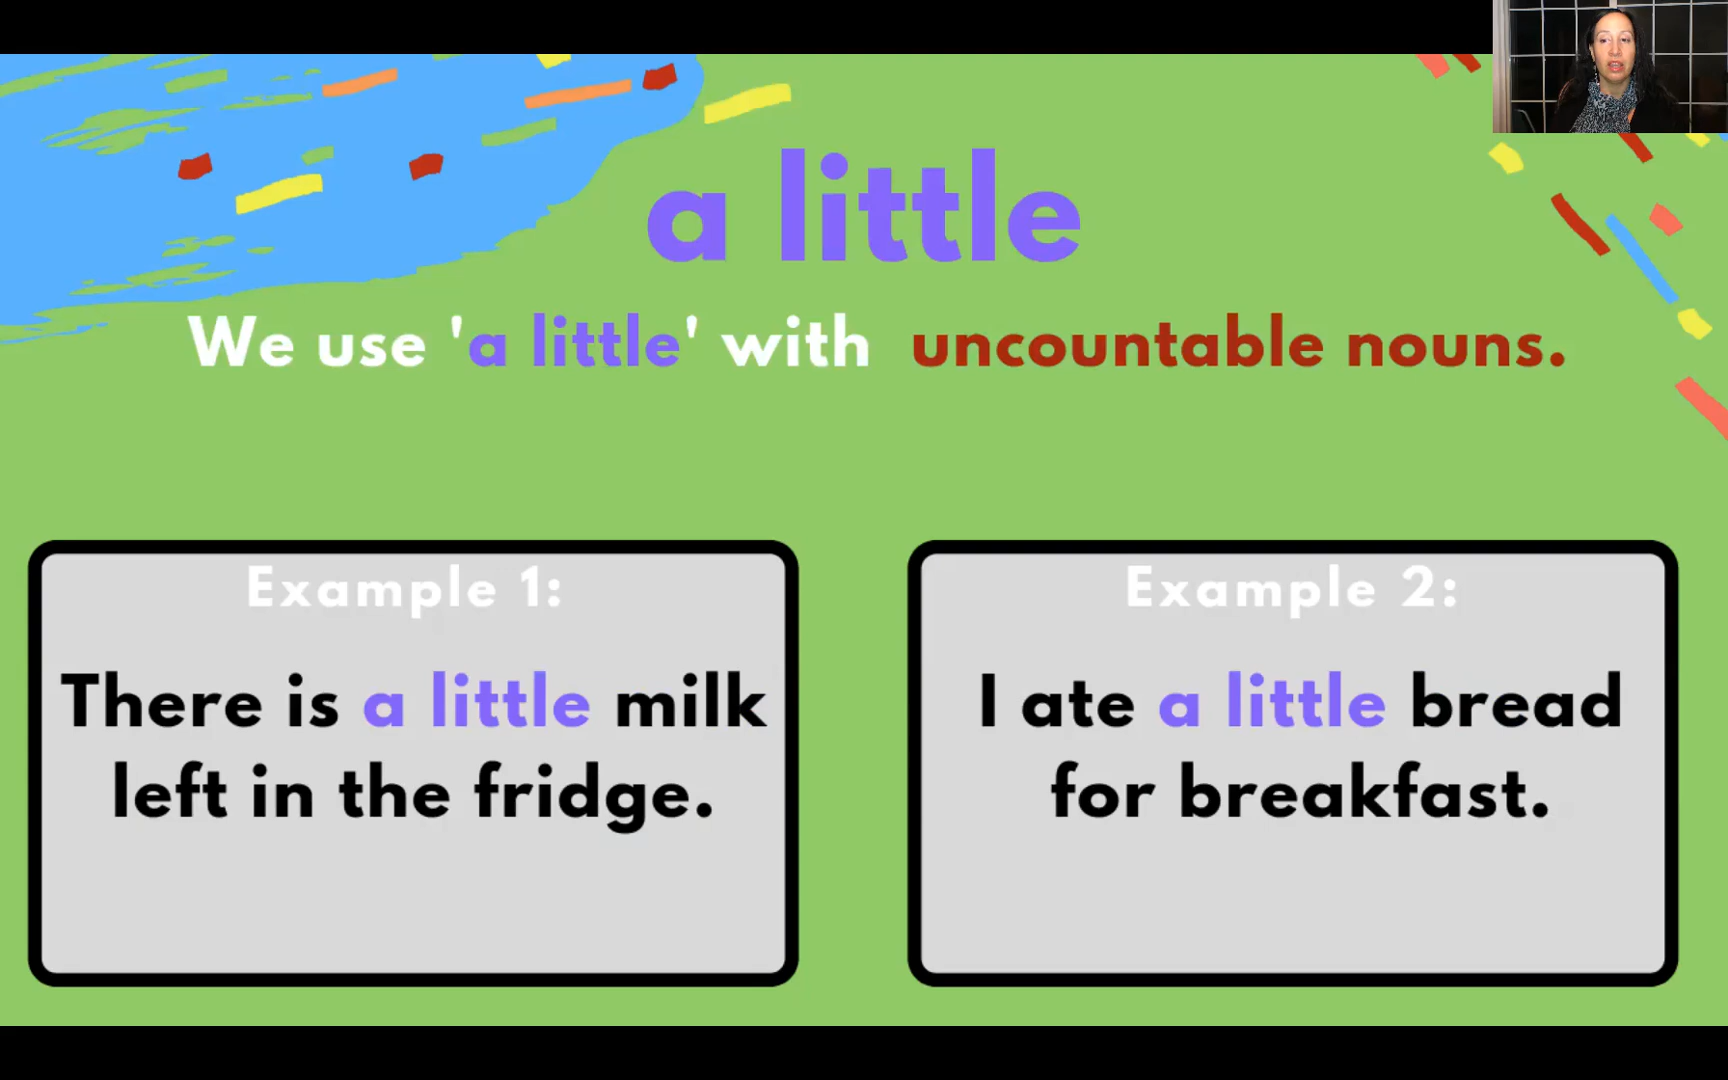 a little
We use 'a little' with uncountable nouns.
Example 1:
There is a little milk
left in the fridge.
Example 2:
I ate a little bread
for breakfast.